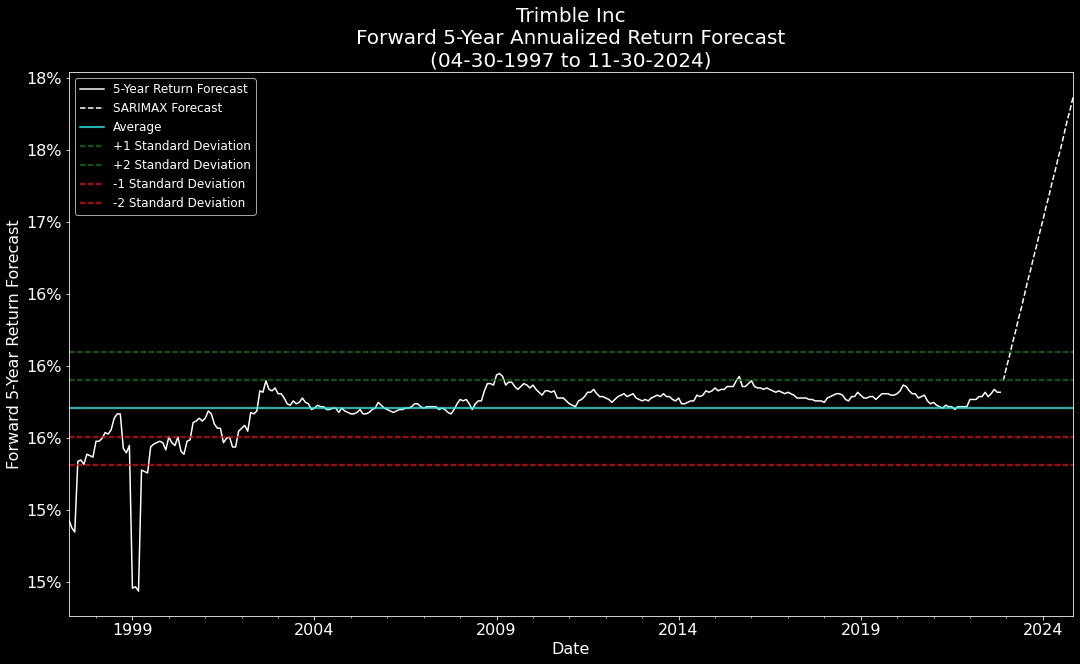 Trimble Inc
Forward 5-Year Annualized Return Forecast
(04-30-1997 to 11-30-2024)
5-Year Return Forecast
SARIMAX Forecast
Average
+1 Standard Deviation
+2 Standard Deviation
-1 Standard Deviation
-2 Standard Deviation
18%
18%
17%
16%
16%
16%
15%
15%
Forward 5-Year Return Forecast
1999
2004
2009
2014
2019
2024
Date